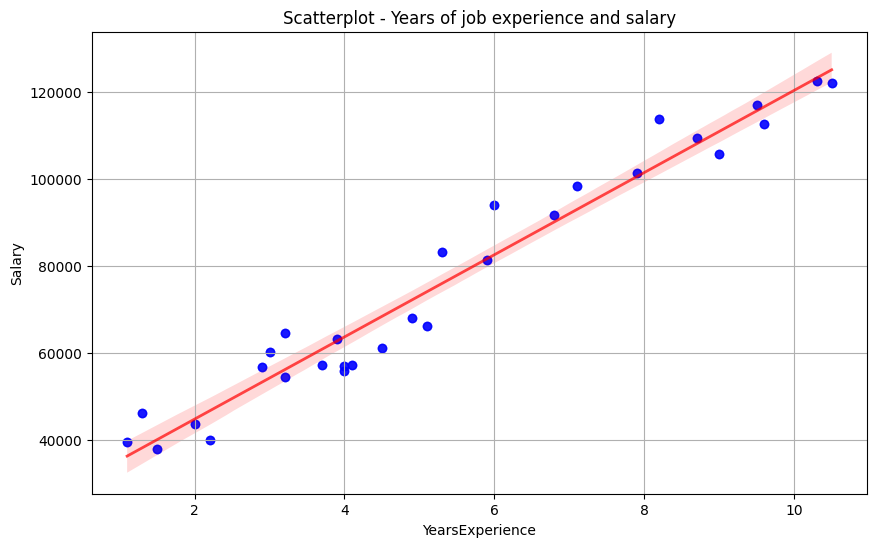 Scatterplot - Years of job experience and salary
120000
100000
80000
60000
40000
Salary
2 4 6 8 10
YearsExperience